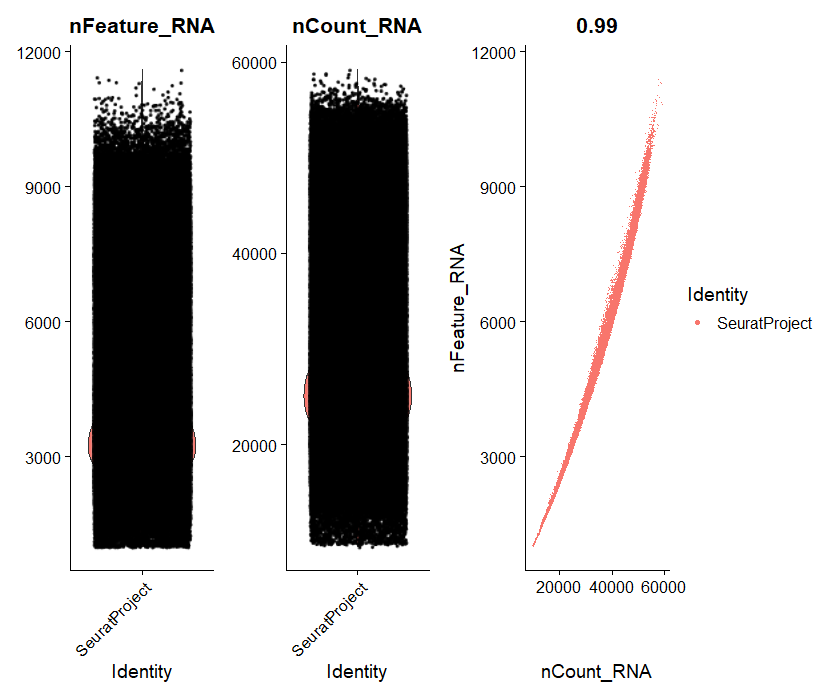 nFeature_RNA
12000
9000
6000
3000
SeuratProject
Identity
nCount_RNA
60000
40000
20000
SeuratProject
Identity
0.99
nFeature_RNA
12000
9000
6000
3000
20000 40000 60000
nCount_RNA
Identity
SeuratProject